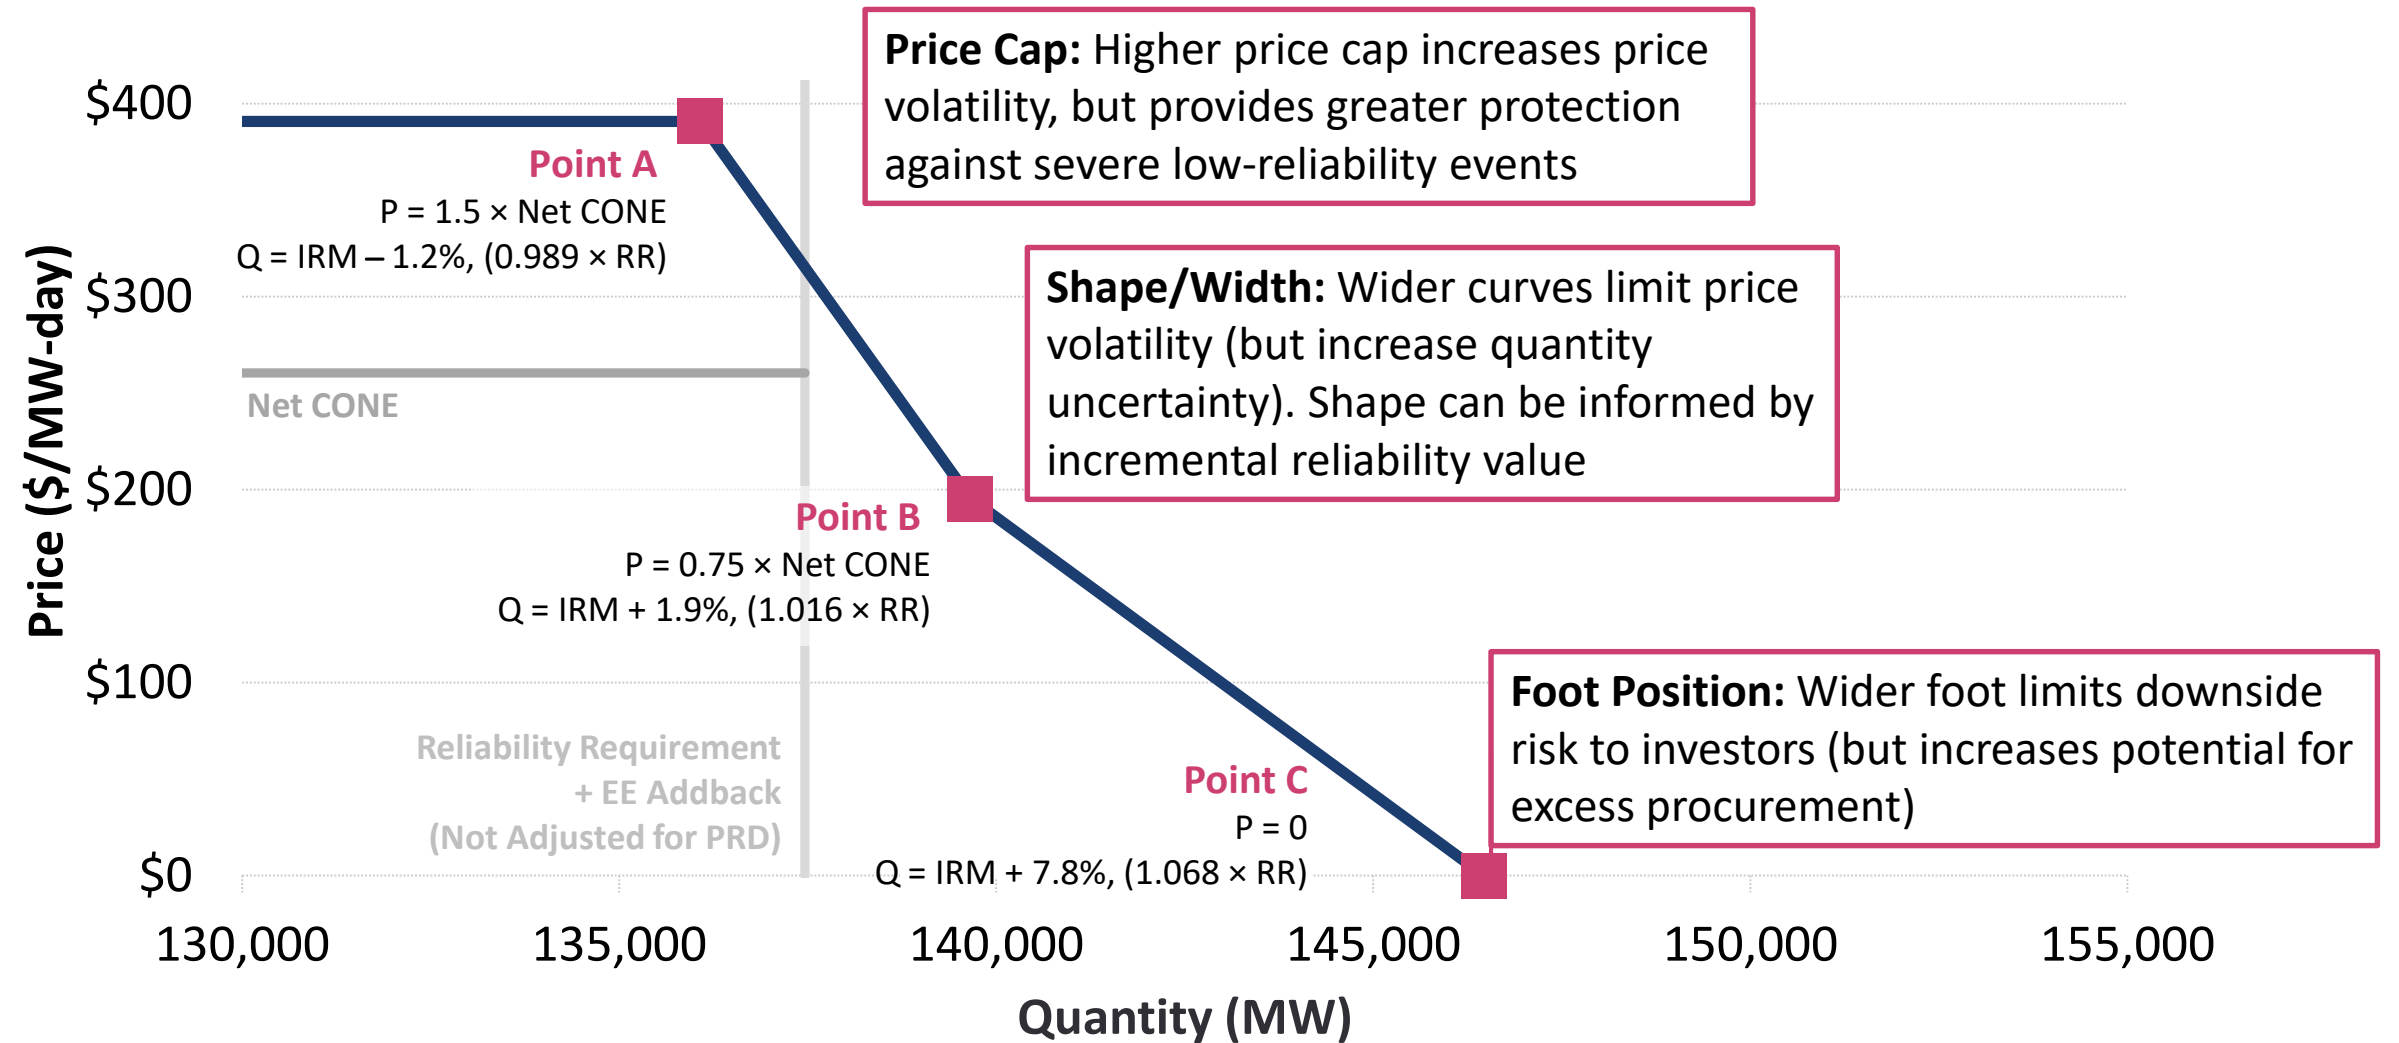 Price Cap: Higher price cap increases price
volatility, but provides greater protection
against severe low-reliability events
$400
Point A
P = 1.5 × Net CONE
Q = IRM – 1.2%, (0.989 × RR)
Shape/Width: Wider curves limit price
volatility (but increase quantity
uncertainty). Shape can be informed by
incremental reliability value
$300
Net CONE
Price ($/MW-day)
$200
Point B
P = 0.75 × Net CONE
Q = IRM + 1.9%, (1.016 × RR)
$100
Foot Position: Wider foot limits downside
risk to investors (but increases potential for
excess procurement)
Reliability Requirement
+ EE Addback
(Not Adjusted for PRD)
Point C
P = 0
Q = IRM + 7.8%, (1.068 × RR)
$0
130,000
135,000
140,000
145,000
150,000
155,000
Quantity (MW)